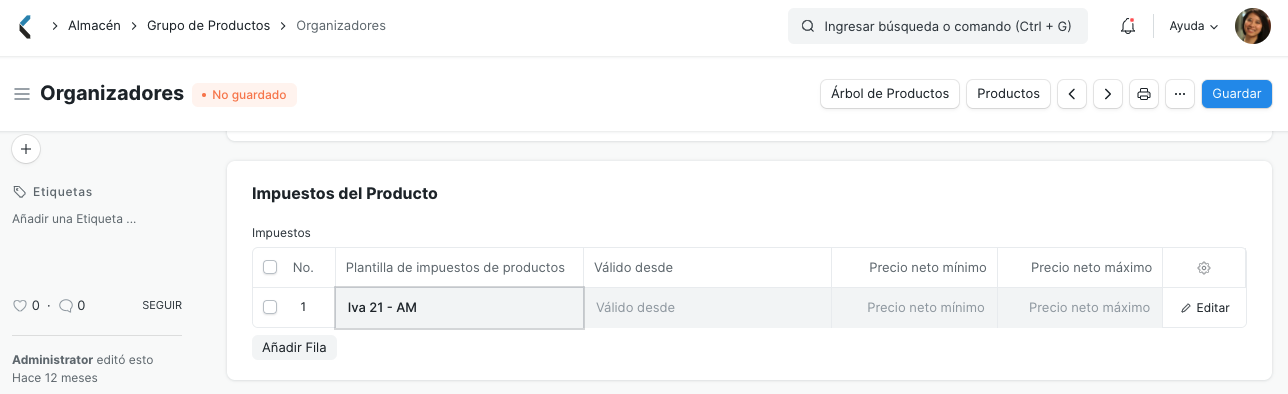 Almacén Grupo de Productos Organizadores Ingresar búsqueda o comando (Ctrl + G) Ayuda
Organizadores • No guardado Árbol de Productos Productos ... Guardar
Etiquetas
Añadir una Etiqueta ...
0 · 0 SEGUIR
Administrator editó esto
Hace 12 meses
Impuestos del Producto
Impuestos
No. Plantilla de impuestos de productos Válido desde Precio neto mínimo Precio neto máximo
1 Iva 21 - AM Válido desde Precio neto mínimo Precio neto máximo Editar
Añadir Fila